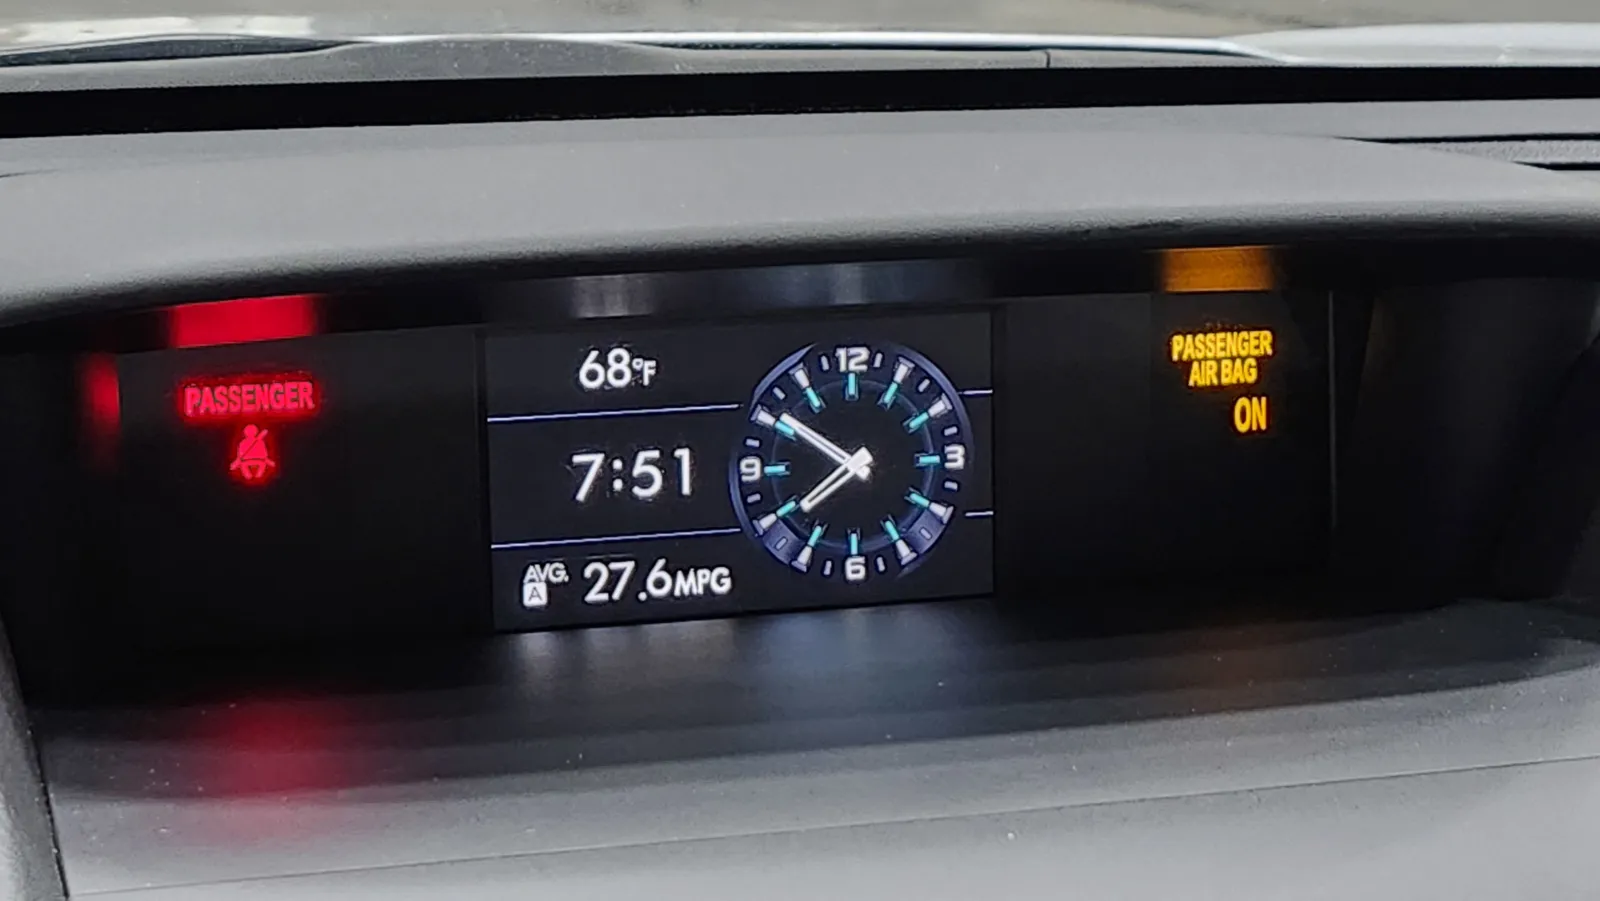 PASSENGER
68°F
7:51
AVG.
A
27.6MPG
12
3
6
9
PASSENGER
AIR BAG
ON